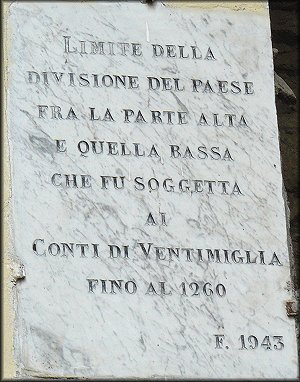 LIMITE DELLA
DIVISIONE DEL PAESE
FRA LA PARTE ALTA
E QUELLA BASSA
CHE FU SOGGETTA
AI
CONTI DI VENTIMIGLIA
FINO AL 1260
F. 1943